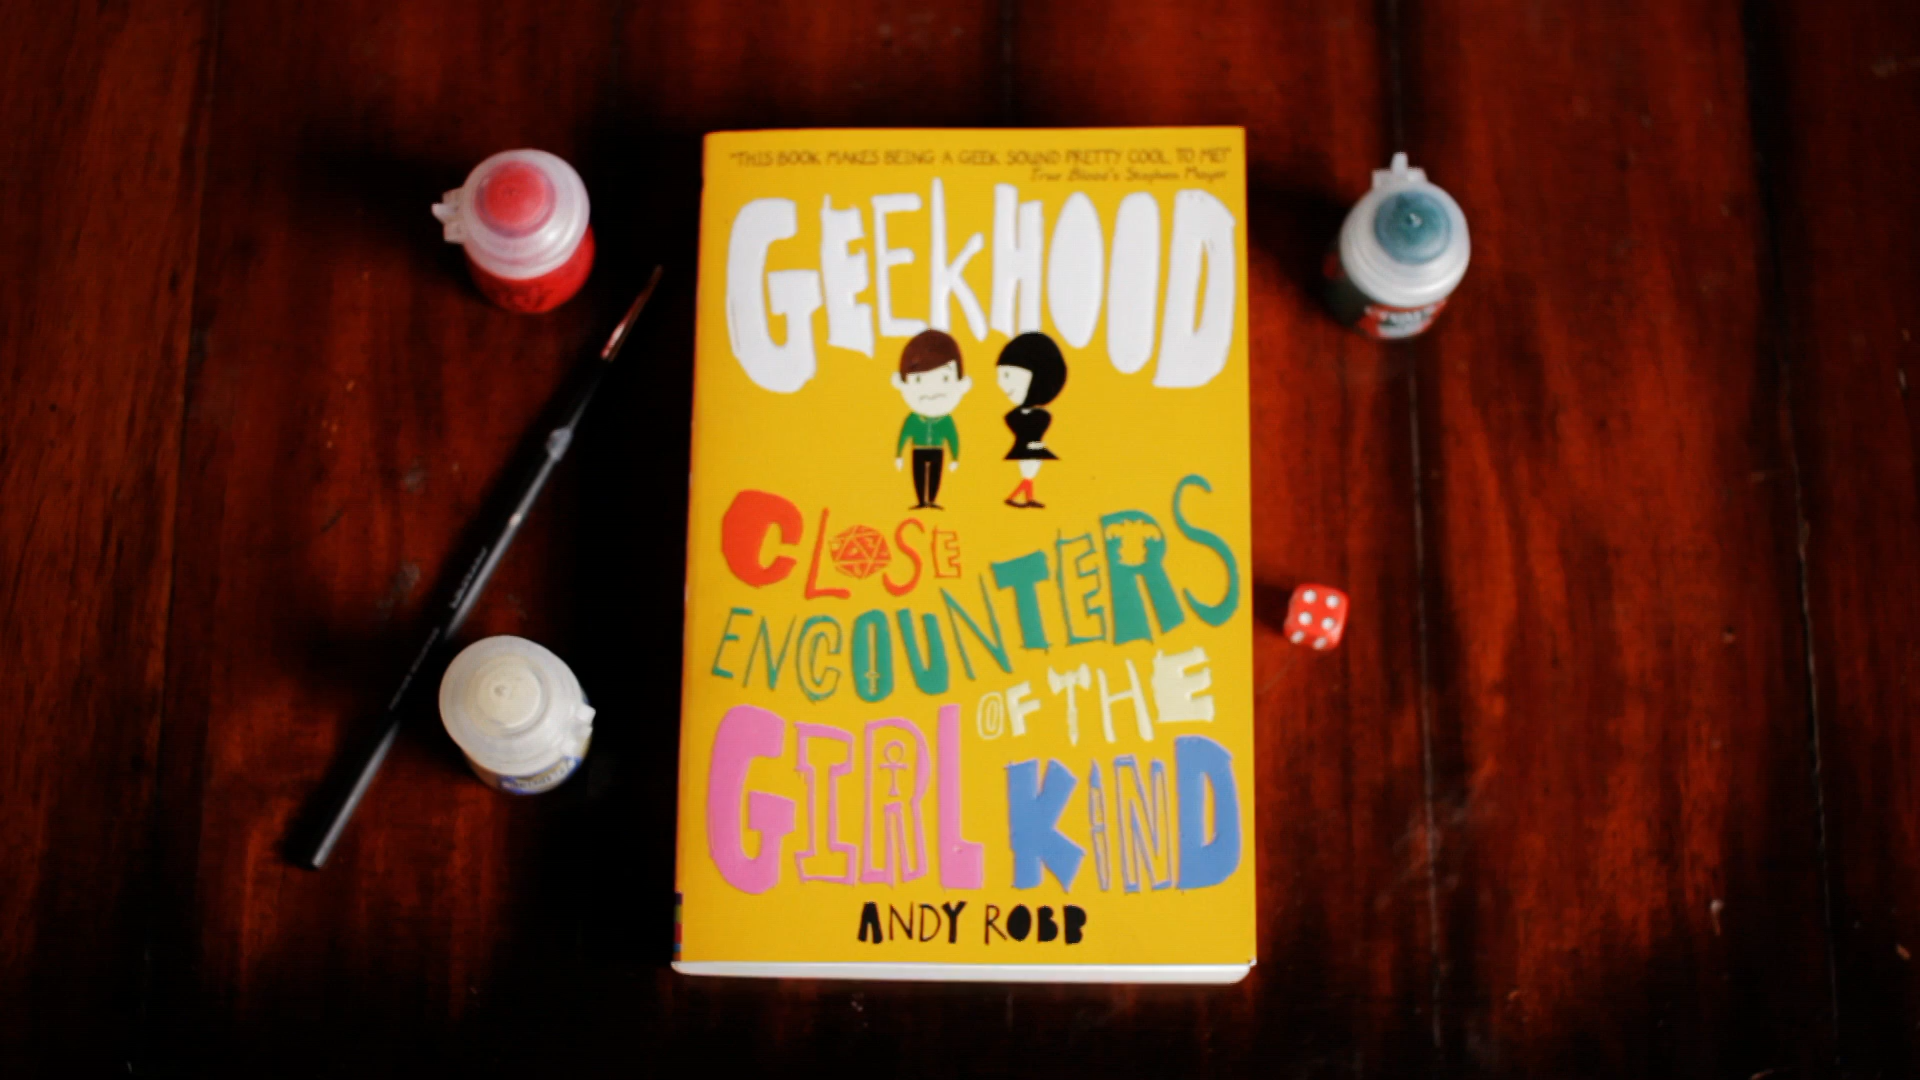 "THIS BOOK MAKES BEING A GEEK SOUND PRETTY COOL TO ME!"
True Blood's Stephen Moyer
GEEKHOOD
CLOSE
ENCOUNTERS
OF THE
GIRL KIND
ANDY ROBB